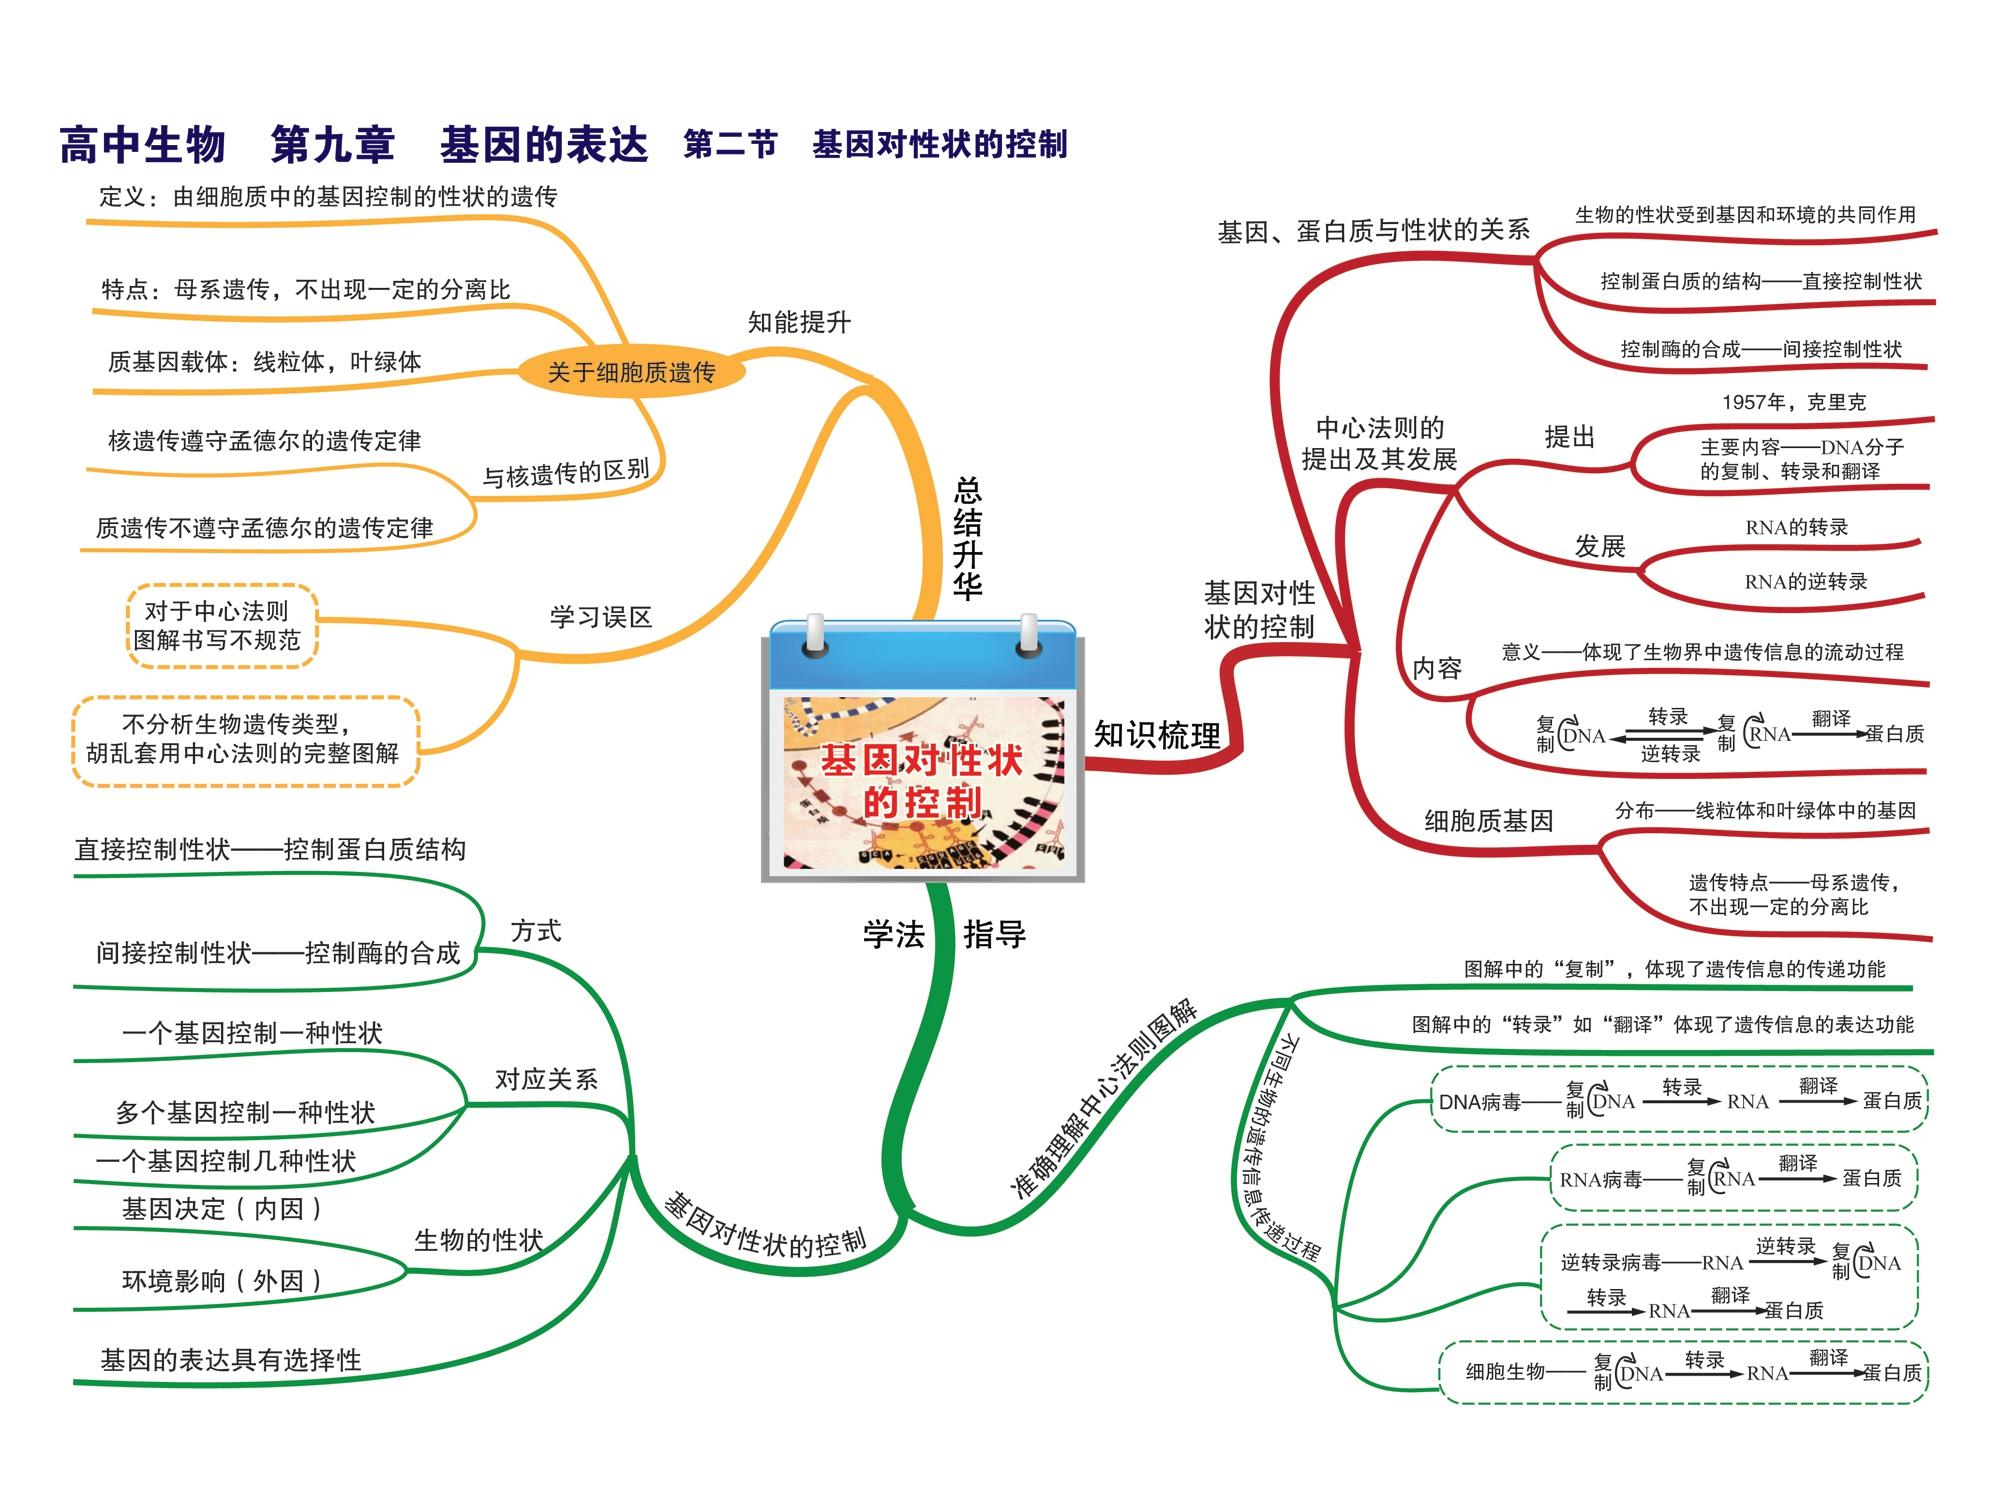 高中生物 第九章 基因的表达 第二节 基因对性状的控制
基因对性状
的控制
总结升华
知能提升
关于细胞质遗传
定义：由细胞质中的基因控制的性状的遗传
特点：母系遗传，不出现一定的分离比
质基因载体：线粒体，叶绿体
与核遗传的区别
核遗传遵守孟德尔的遗传定律
质遗传不遵守孟德尔的遗传定律
学习误区
对于中心法则
图解书写不规范
不分析生物遗传类型，
胡乱套用中心法则的完整图解
知识梳理
基因对性
状的控制
基因、蛋白质与性状的关系
生物的性状受到基因和环境的共同作用
控制蛋白质的结构——直接控制性状
控制酶的合成——间接控制性状
中心法则的
提出及其发展
提出
1957年，克里克
主要内容——DNA分子
的复制、转录和翻译
发展
RNA的转录
RNA的逆转录
内容
意义——体现了生物界中遗传信息的流动过程
复制 DNA 转录 逆转录 复制 RNA 翻译 蛋白质
细胞质基因
分布——线粒体和叶绿体中的基因
遗传特点——母系遗传，
不出现一定的分离比
学法 指导
基因对性状的控制
方式
直接控制性状——控制蛋白质结构
间接控制性状——控制酶的合成
对应关系
一个基因控制一种性状
多个基因控制一种性状
一个基因控制几种性状
生物的性状
基因决定（内因）
环境影响（外因）
基因的表达具有选择性
准确理解中心法则图解
图解中的“复制”，体现了遗传信息的传递功能
图解中的“转录”如“翻译”体现了遗传信息的表达功能
不同生物的遗传信息传递过程
DNA病毒—— 复制 DNA 转录 RNA 翻译 蛋白质
RNA病毒—— 复制 RNA 翻译 蛋白质
逆转录病毒——RNA 逆转录 复制 DNA
转录 RNA 翻译 蛋白质
细胞生物—— 复制 DNA 转录 RNA 翻译 蛋白质